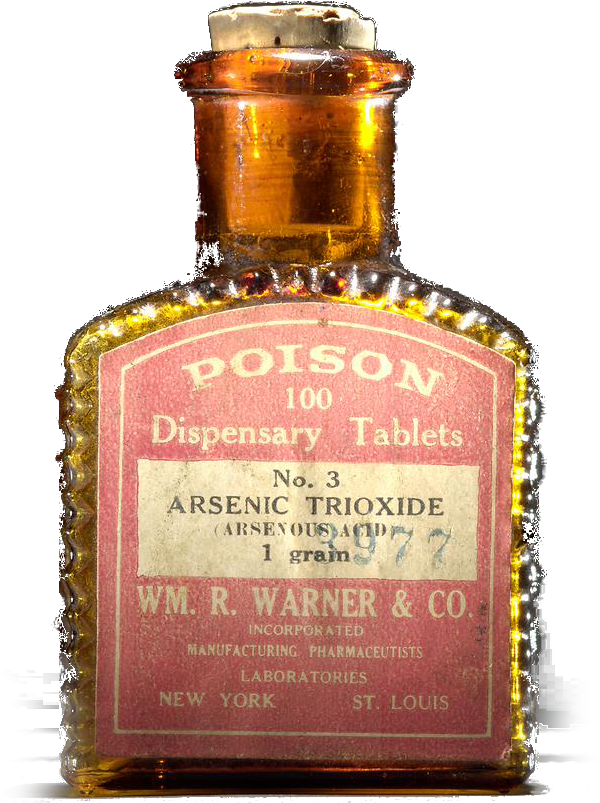 POISON
100
Dispensary Tablets
No. 3
ARSENIC TRIOXIDE
(ARSENOUS ACID)
1 grain
3977
WM. R. WARNER & CO.
INCORPORATED
MANUFACTURING PHARMACEUTISTS
LABORATORIES
NEW YORK ST. LOUIS